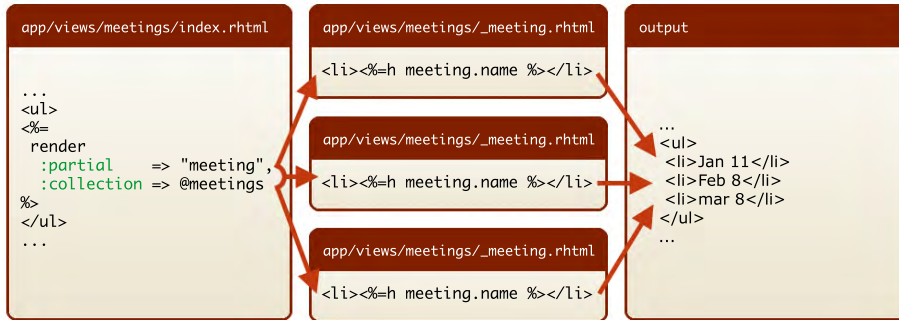 app/views/meetings/index.rhtml
...
<ul>
<%=
render
:partial => "meeting",
:collection => @meetings
%>
</ul>
...
app/views/meetings/_meeting.rhtml
<li><%=h meeting.name %></li>
app/views/meetings/_meeting.rhtml
<li><%=h meeting.name %></li>
app/views/meetings/_meeting.rhtml
<li><%=h meeting.name %></li>
output
...
<ul>
<li>Jan 11</li>
<li>Feb 8</li>
<li>mar 8</li>
</ul>
...